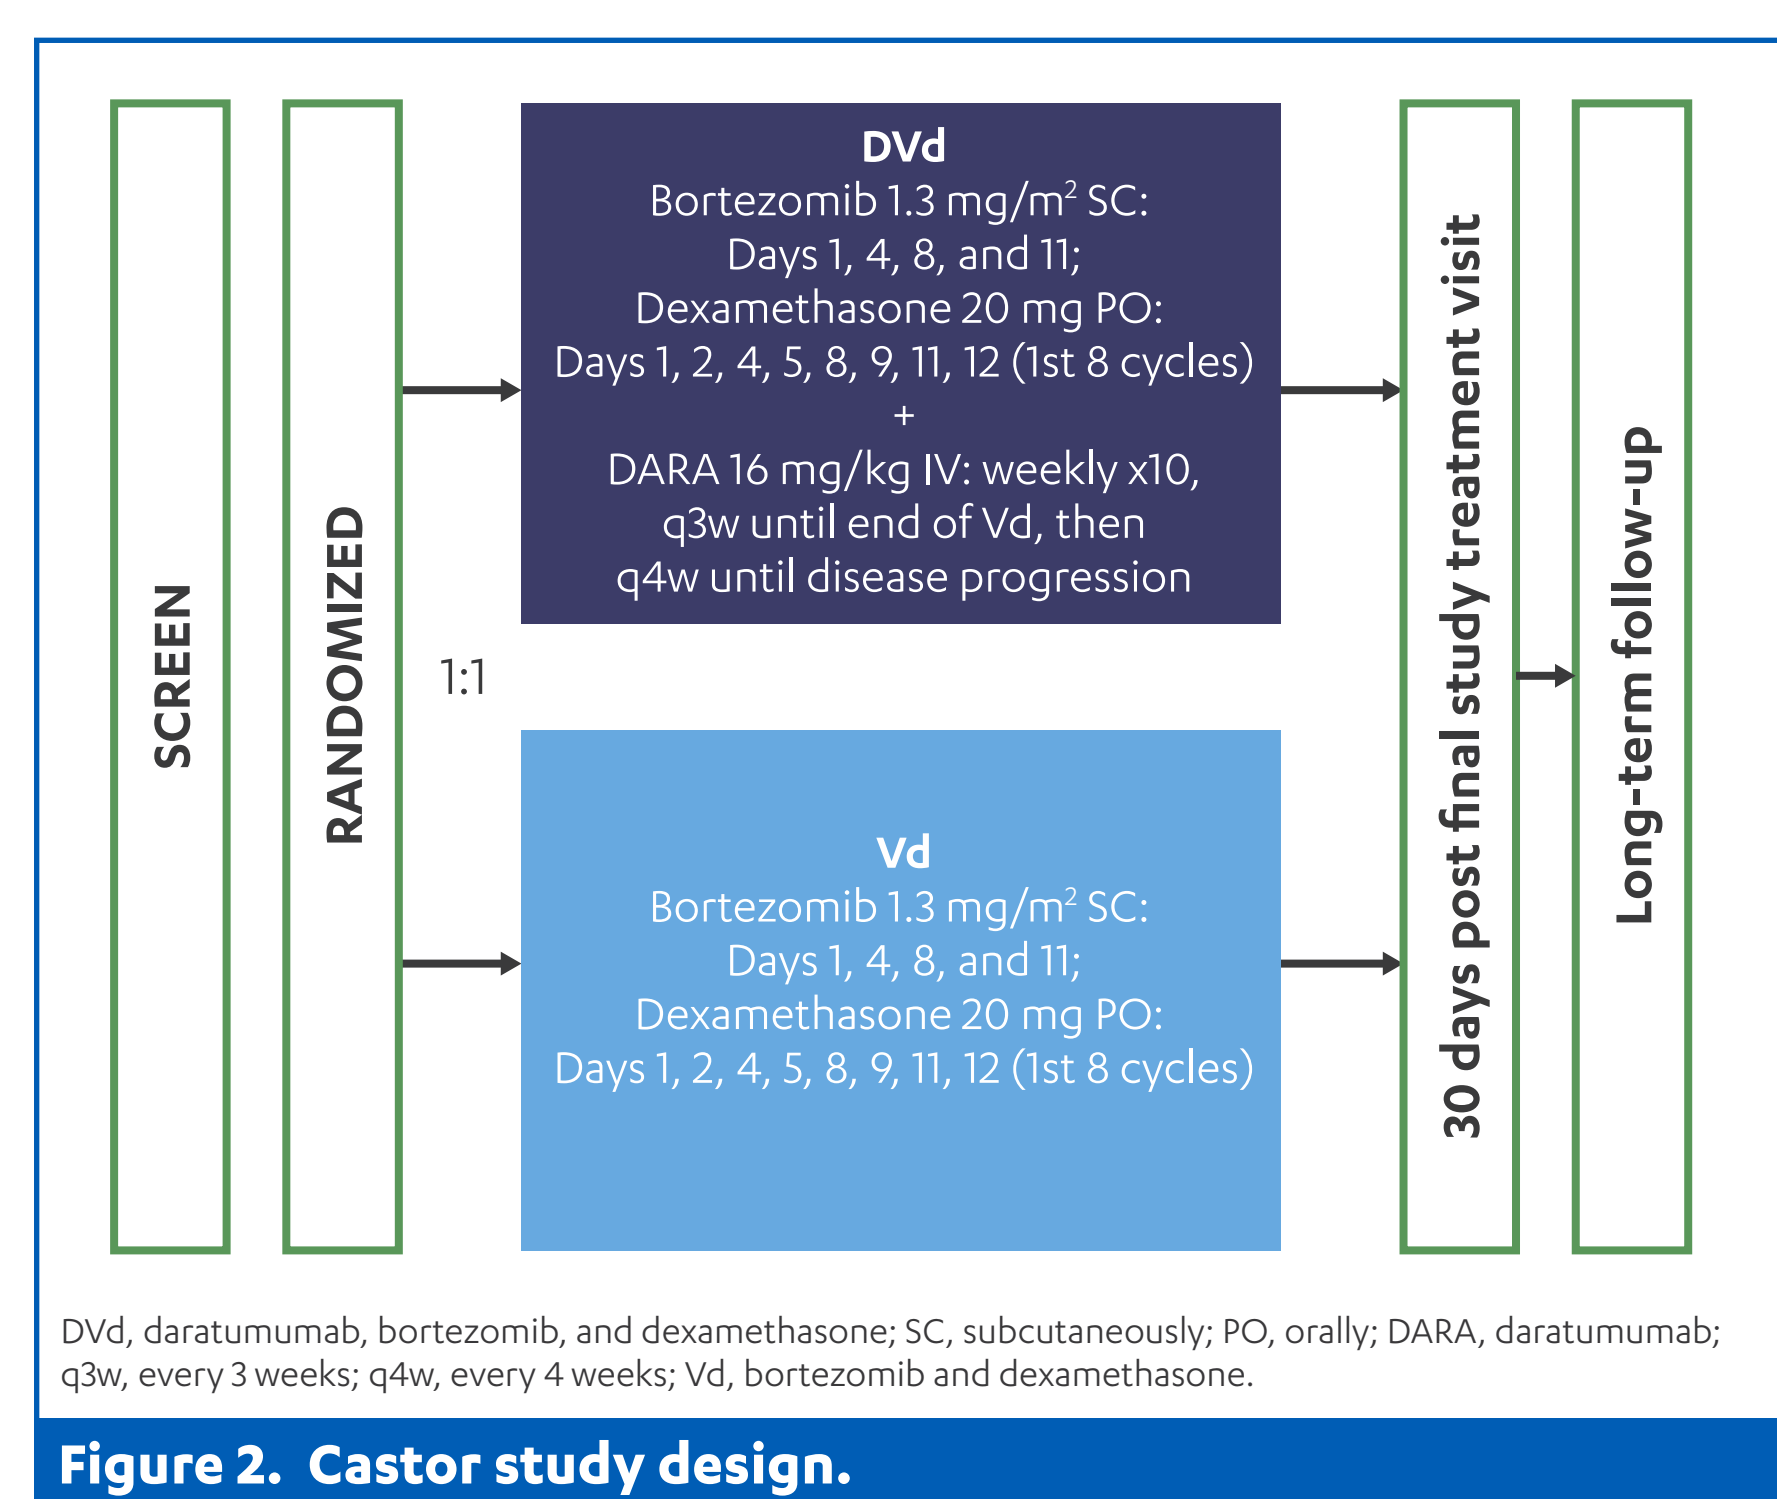 SCREEN
RANDOMIZED
1:1
DVd
Bortezomib 1.3 mg/m² SC:
Days 1, 4, 8, and 11;
Dexamethasone 20 mg PO:
Days 1, 2, 4, 5, 8, 9, 11, 12 (1st 8 cycles)
+
DARA 16 mg/kg IV: weekly x10,
q3w until end of Vd, then
q4w until disease progression
Vd
Bortezomib 1.3 mg/m² SC:
Days 1, 4, 8, and 11;
Dexamethasone 20 mg PO:
Days 1, 2, 4, 5, 8, 9, 11, 12 (1st 8 cycles)
30 days post final study treatment visit
Long-term follow-up
DVd, daratumumab, bortezomib, and dexamethasone; SC, subcutaneously; PO, orally; DARA, daratumumab;
q3w, every 3 weeks; q4w, every 4 weeks; Vd, bortezomib and dexamethasone.
Figure 2. Castor study design.